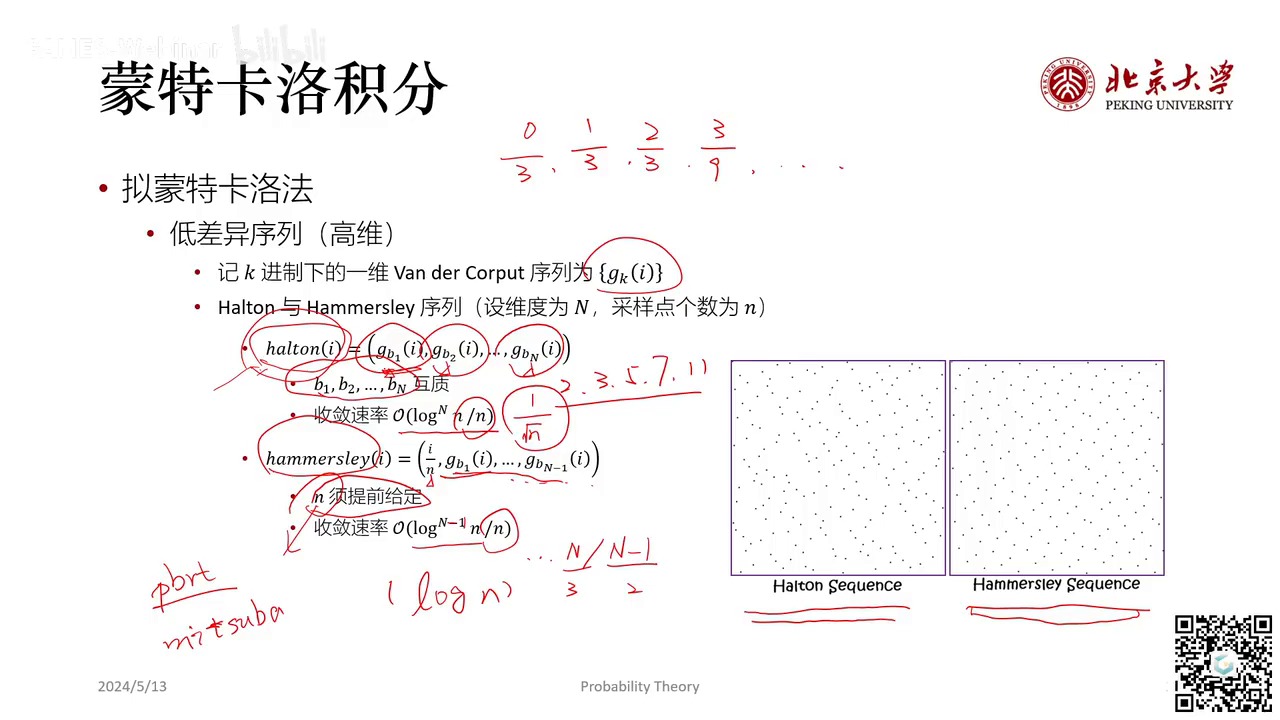 bilibili
蒙特卡洛积分
北京大学
PEKING UNIVERSITY
0/3, 1/3, 2/3, 3/9, ...
• 拟蒙特卡洛法
• 低差异序列（高维）
• 记 k 进制下的一维 Van der Corput 序列为 {g_k(i)}
• Halton 与 Hammersley 序列（设维度为 N，采样点个数为 n）
• halton(i) = (g_{b_1}(i), g_{b_2}(i), …, g_{b_N}(i))
• b_1, b_2, …, b_N 互质
2.3.5.7.11
• 收敛速率 O(log^N n /n)
1/√n
• hammersley(i) = (i/n, g_{b_1}(i), …, g_{b_{N-1}}(i))
• n 须提前给定
• 收敛速率 O(log^{N-1} n /n)
(log n) ... N/3 / N-1/2
pbrt
mitsuba
Halton Sequence
Hammersley Sequence
2024/5/13
Probability Theory